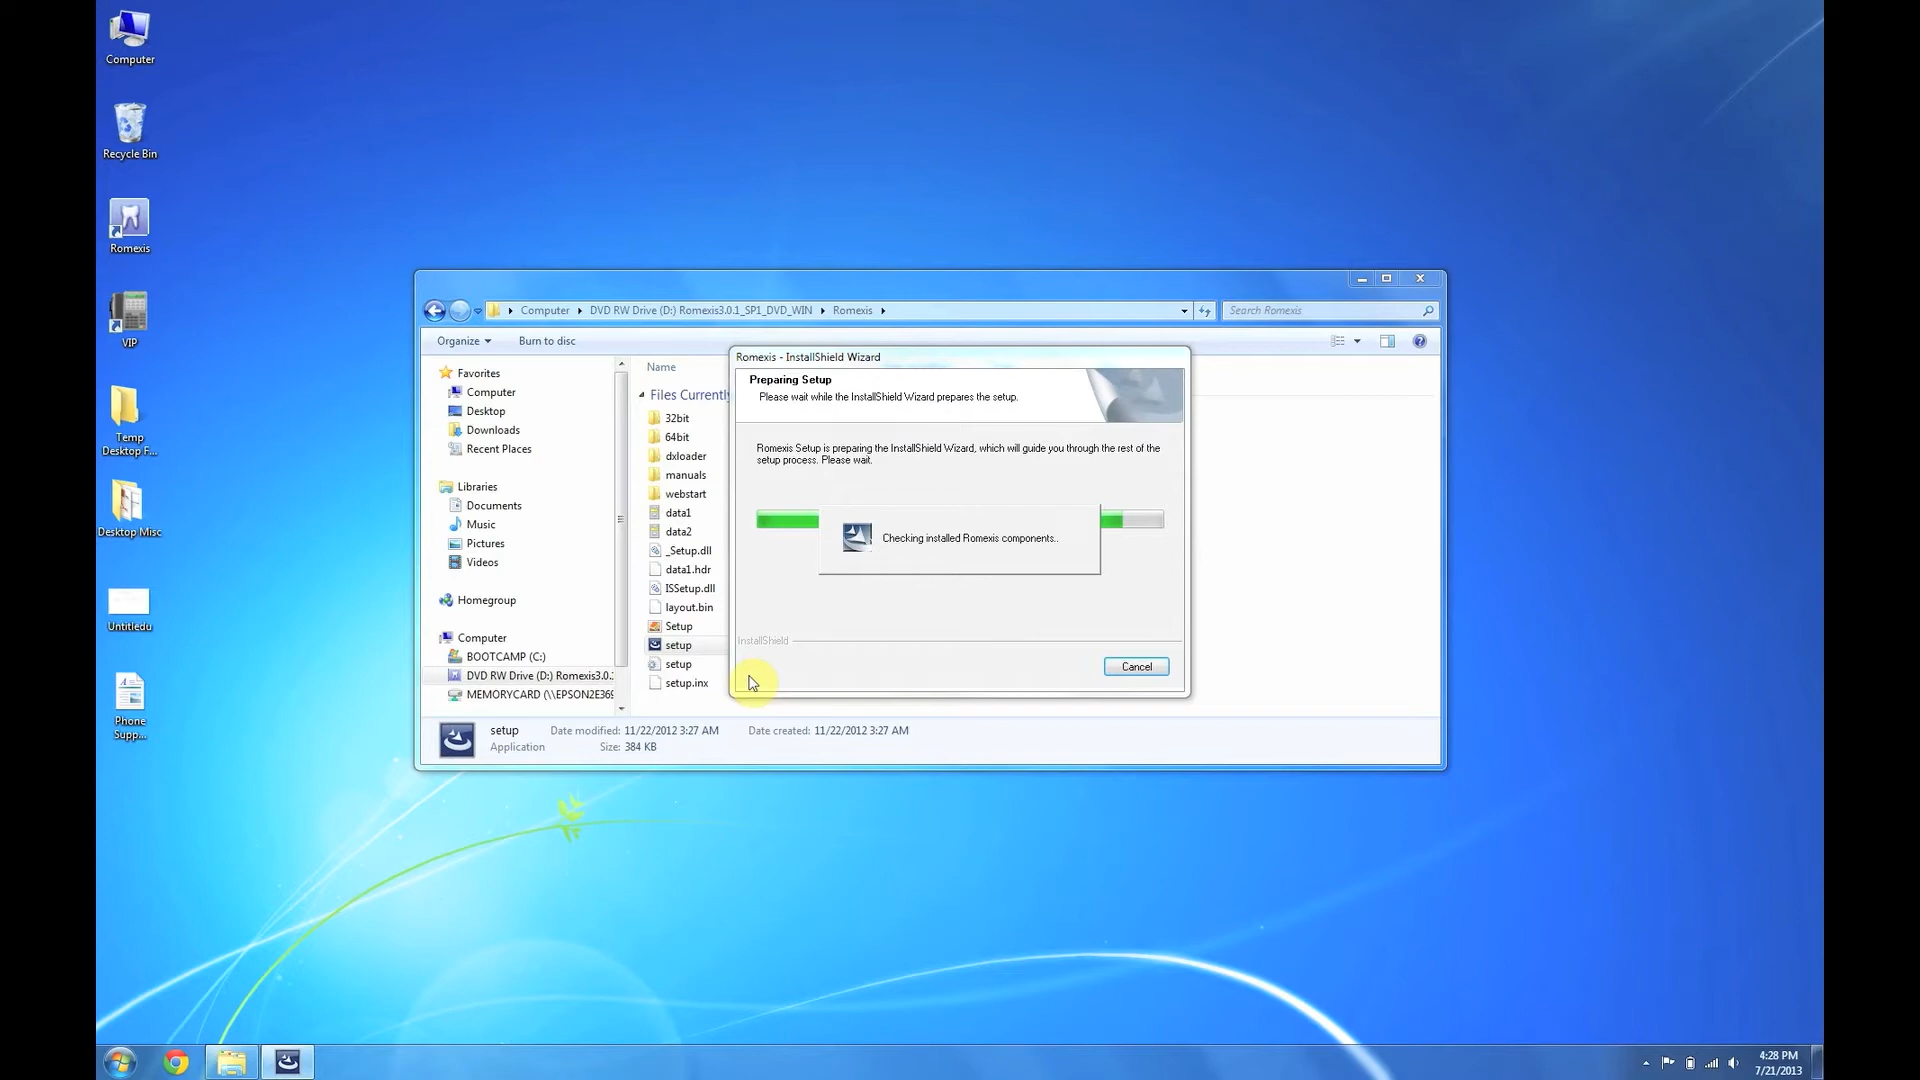 Computer
Recycle Bin
Romexis
VIP
Temp
Desktop F...
Desktop Misc
Untitledu
Phone
Supp...
Computer
DVD RW Drive (D:) Romexis3.0.1_SP1_DVD_WIN
Romexis
Search Romexis
Organize
Burn to disc
Favorites
Computer
Desktop
Downloads
Recent Places
Libraries
Documents
Music
Pictures
Videos
Homegroup
Computer
BOOTCAMP (C:)
DVD RW Drive (D:) Romexis3.0.
MEMORYCARD (\\EPSON2E369
Name
Files Currently
32bit
64bit
dxloader
manuals
webstart
data1
data2
_Setup.dll
data1.hdr
ISSetup.dll
layout.bin
Setup
setup
setup
setup.inx
Romexis - InstallShield Wizard
Preparing Setup
Please wait while the InstallShield Wizard prepares the setup.
Romexis Setup is preparing the InstallShield Wizard, which will guide you through the rest of the
setup process. Please wait.
Checking installed Romexis components..
InstallShield
Cancel
setup
Date modified: 11/22/2012 3:27 AM
Date created: 11/22/2012 3:27 AM
Application
Size: 384 KB
4:28 PM
7/21/2013